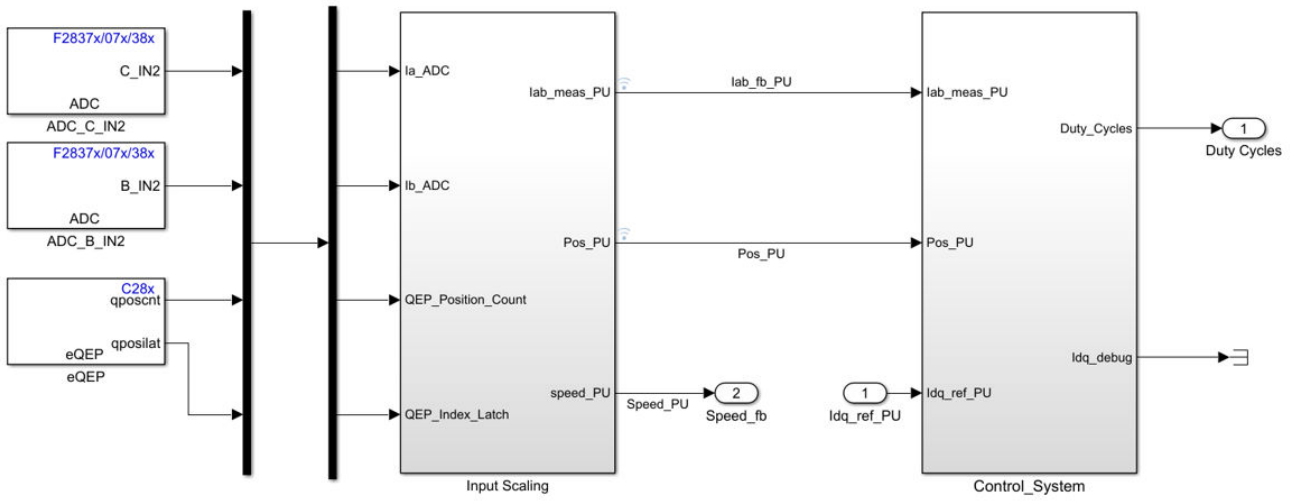 F2837x/07x/38x
C_IN2
ADC
ADC_C_IN2
F2837x/07x/38x
B_IN2
ADC
ADC_B_IN2
C28x
qposcnt
qposilat
eQEP
eQEP
Ia_ADC
Ib_ADC
QEP_Position_Count
QEP_Index_Latch
Iab_meas_PU
Pos_PU
speed_PU
Input Scaling
Iab_fb_PU
Pos_PU
Speed_PU
2
Speed_fb
1
Idq_ref_PU
Iab_meas_PU
Pos_PU
Idq_ref_PU
Duty_Cycles
Idq_debug
Control_System
1
Duty Cycles